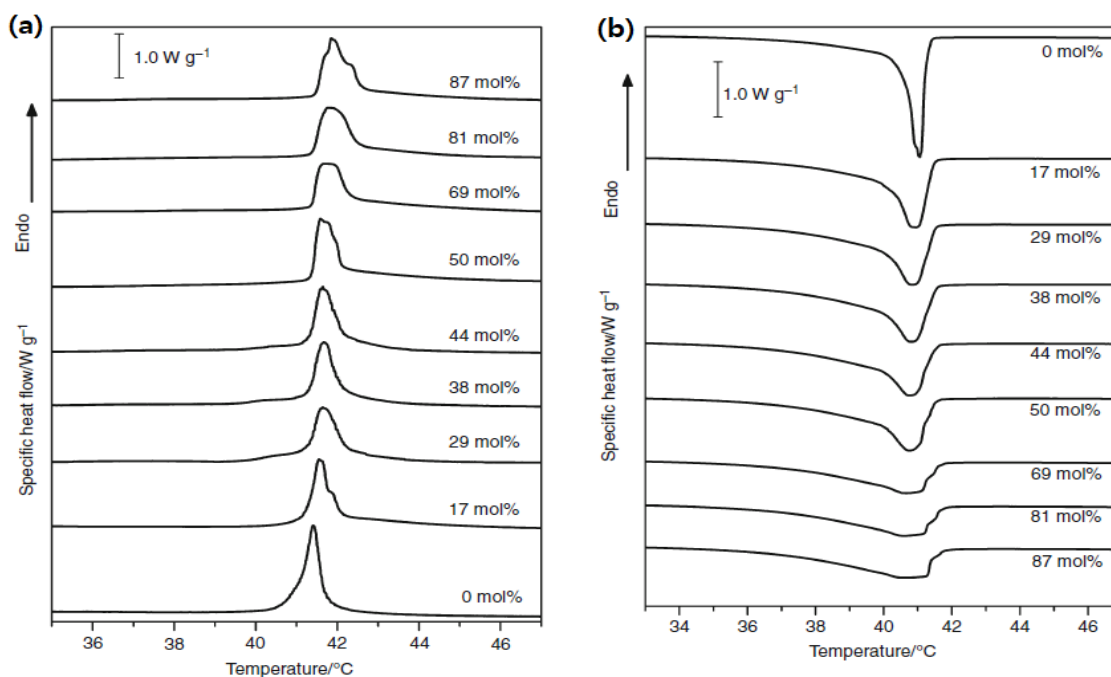 (a)
1.0 W g⁻¹
87 mol%
81 mol%
69 mol%
50 mol%
44 mol%
38 mol%
29 mol%
17 mol%
0 mol%
Endo
Specific heat flow/W g⁻¹
36 38 40 42 44 46
Temperature/°C
(b)
1.0 W g⁻¹
0 mol%
17 mol%
29 mol%
38 mol%
44 mol%
50 mol%
69 mol%
81 mol%
87 mol%
Endo
Specific heat flow/W g⁻¹
34 36 38 40 42 44 46
Temperature/°C